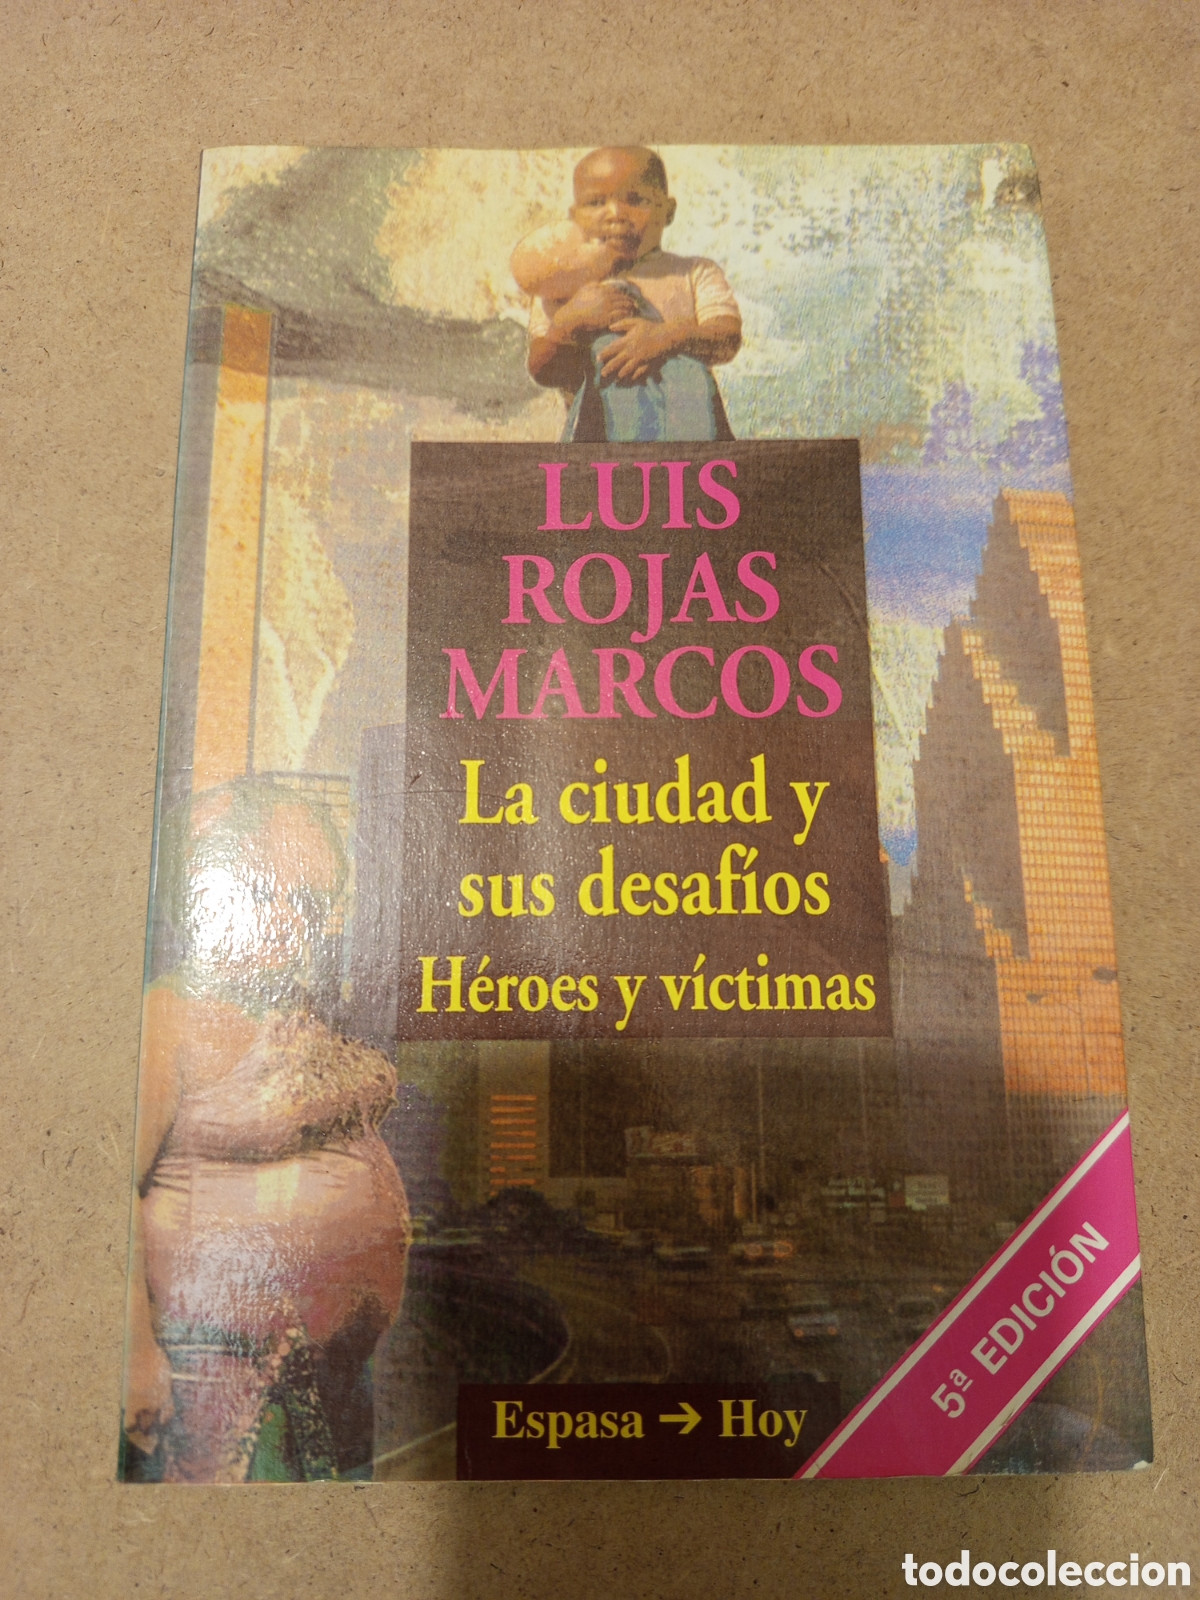 LUIS
ROJAS
MARCOS
La ciudad y
sus desafíos
Héroes y víctimas
5ª EDICIÓN
Espasa → Hoy
todocoleccion